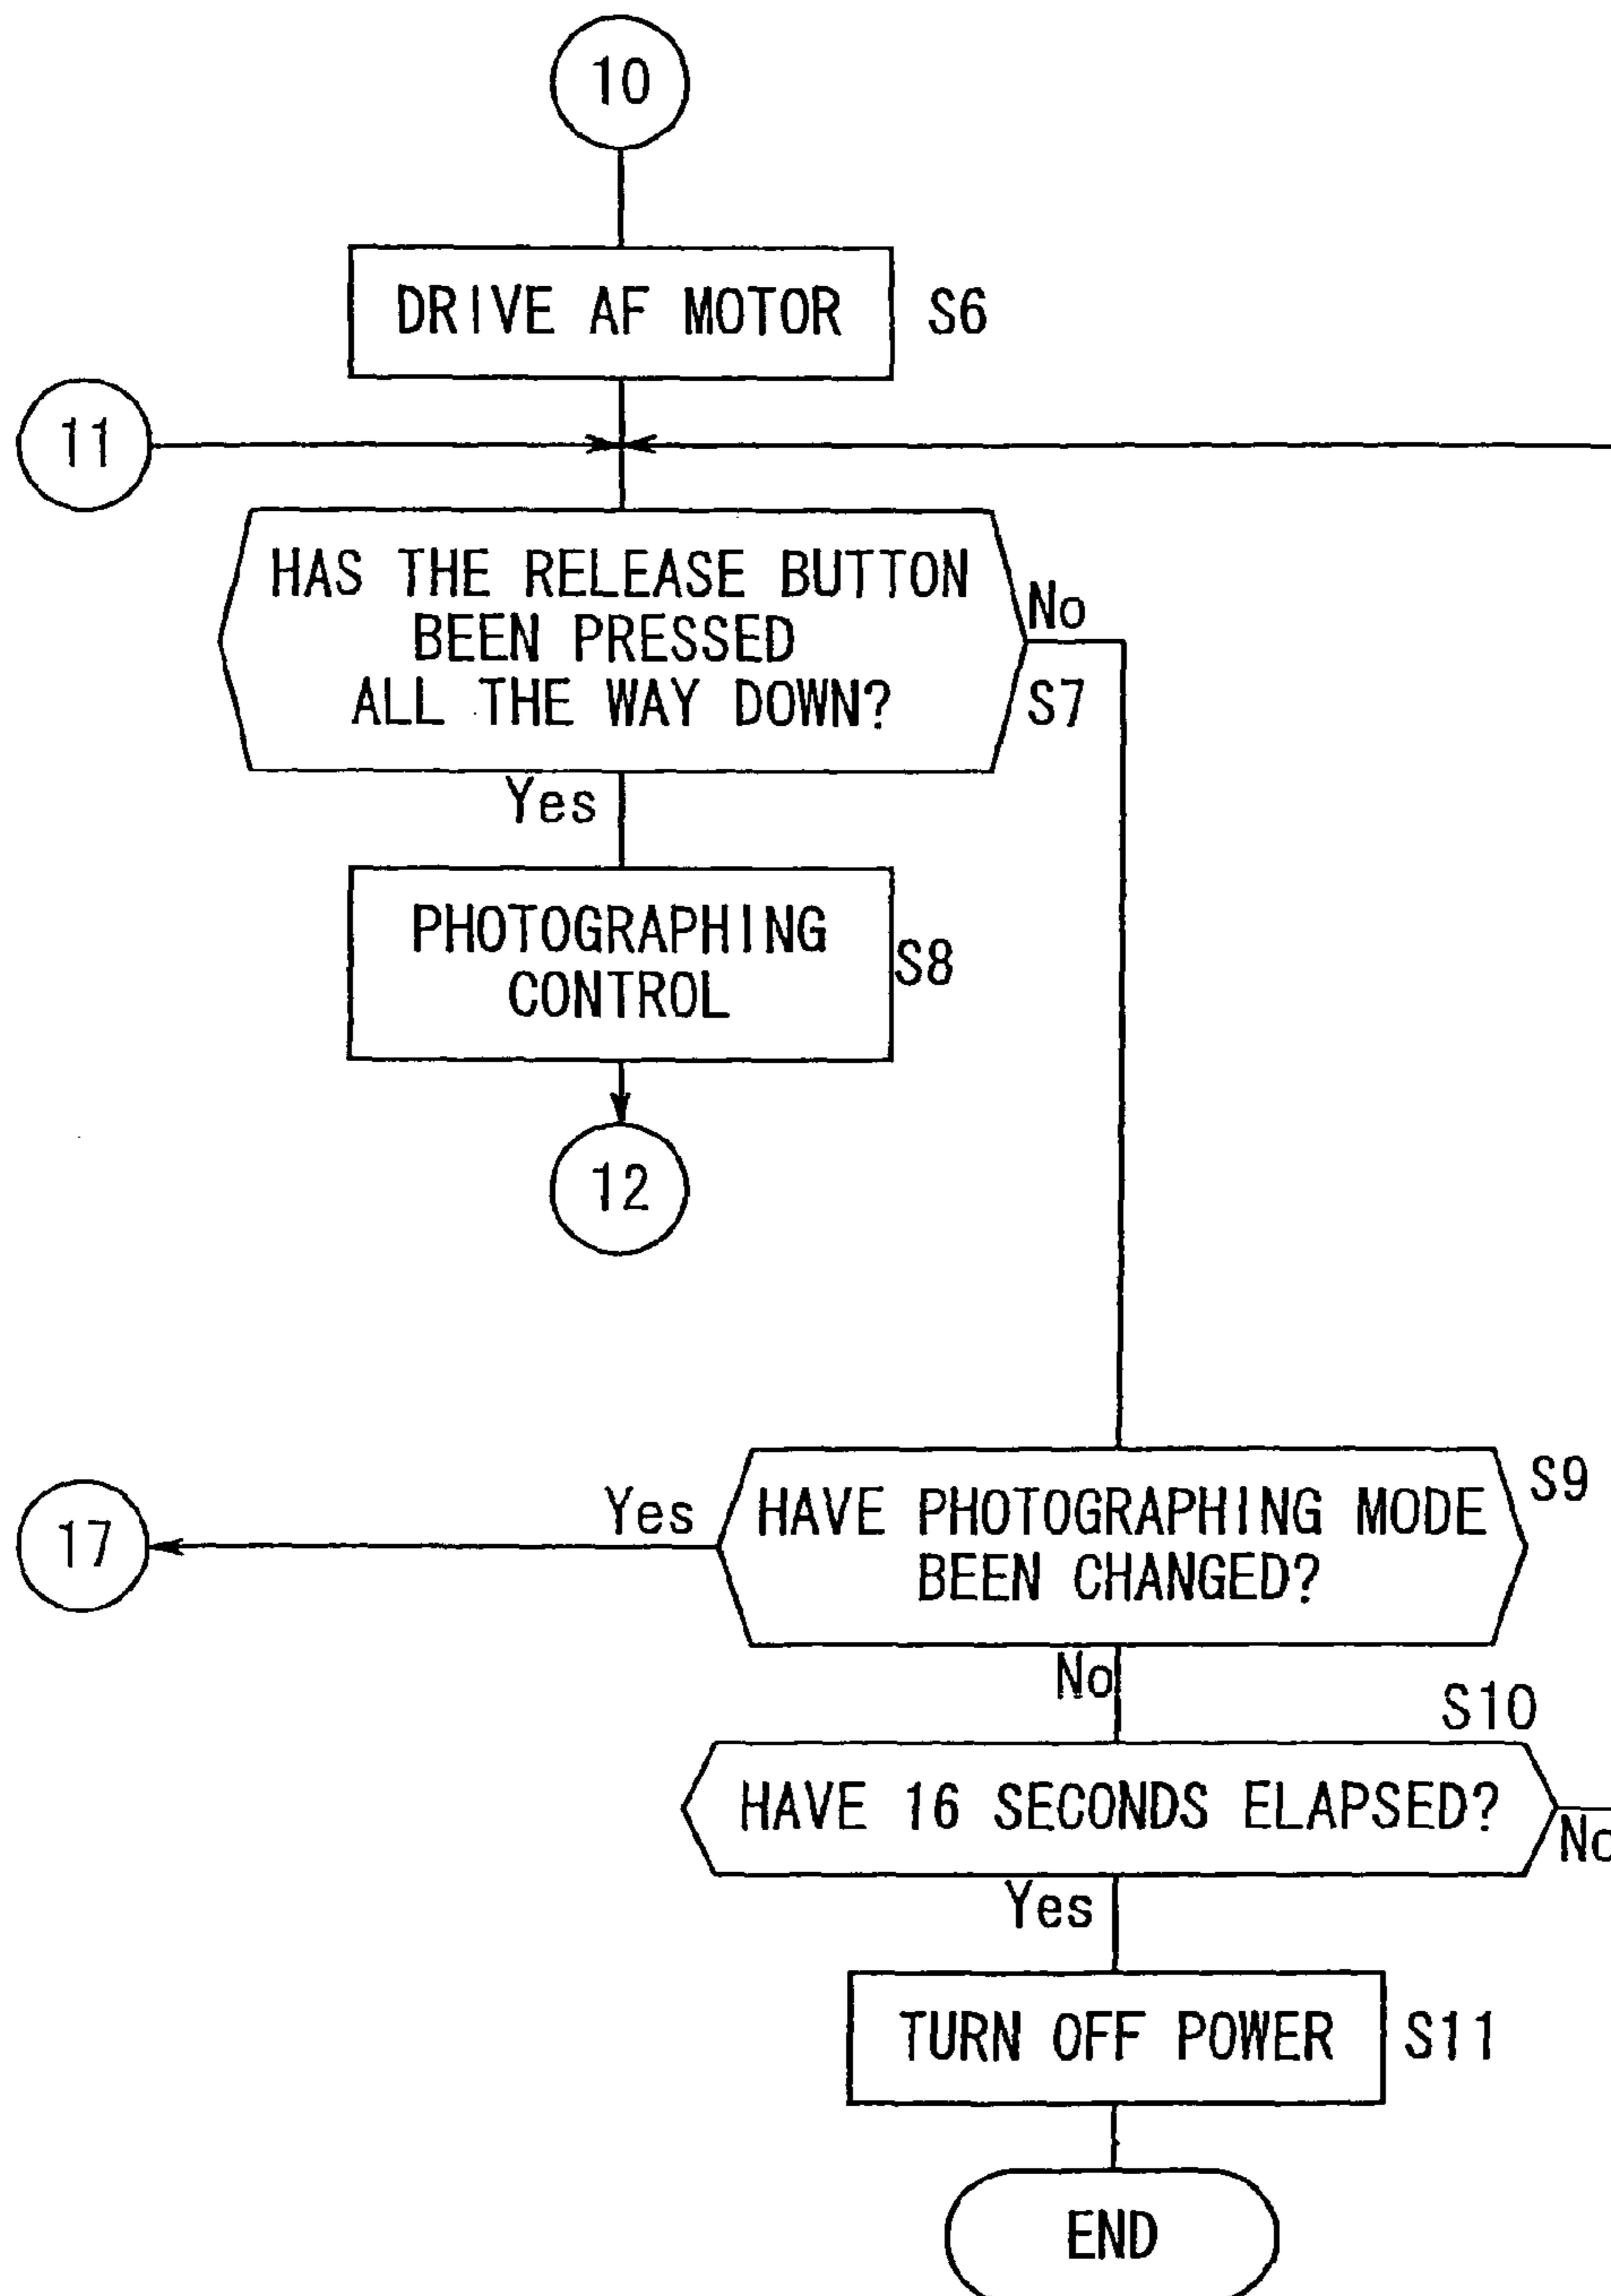 10
DRIVE AF MOTOR
S6
11
HAS THE RELEASE BUTTON
BEEN PRESSED
ALL THE WAY DOWN?
No
S7
Yes
PHOTOGRAPHING
CONTROL
S8
12
17
Yes
HAVE PHOTOGRAPHING MODE
BEEN CHANGED?
S9
No
S10
HAVE 16 SECONDS ELAPSED?
No
Yes
TURN OFF POWER
S11
END